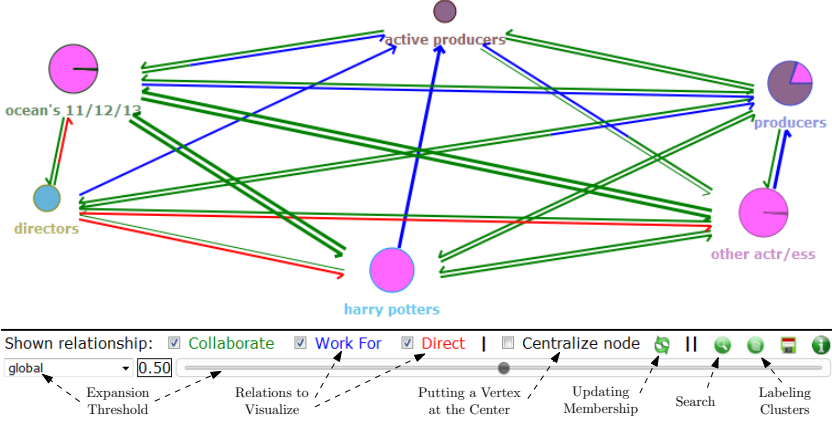 active producers
ocean's 11/12/13
producers
directors
other actr/ess
harry potters
Shown relationship: Collaborate Work For Direct | Centralize node ||
global 0.50
Expansion Threshold
Relations to Visualize
Putting a Vertex at the Center
Updating Membership
Search
Labeling Clusters